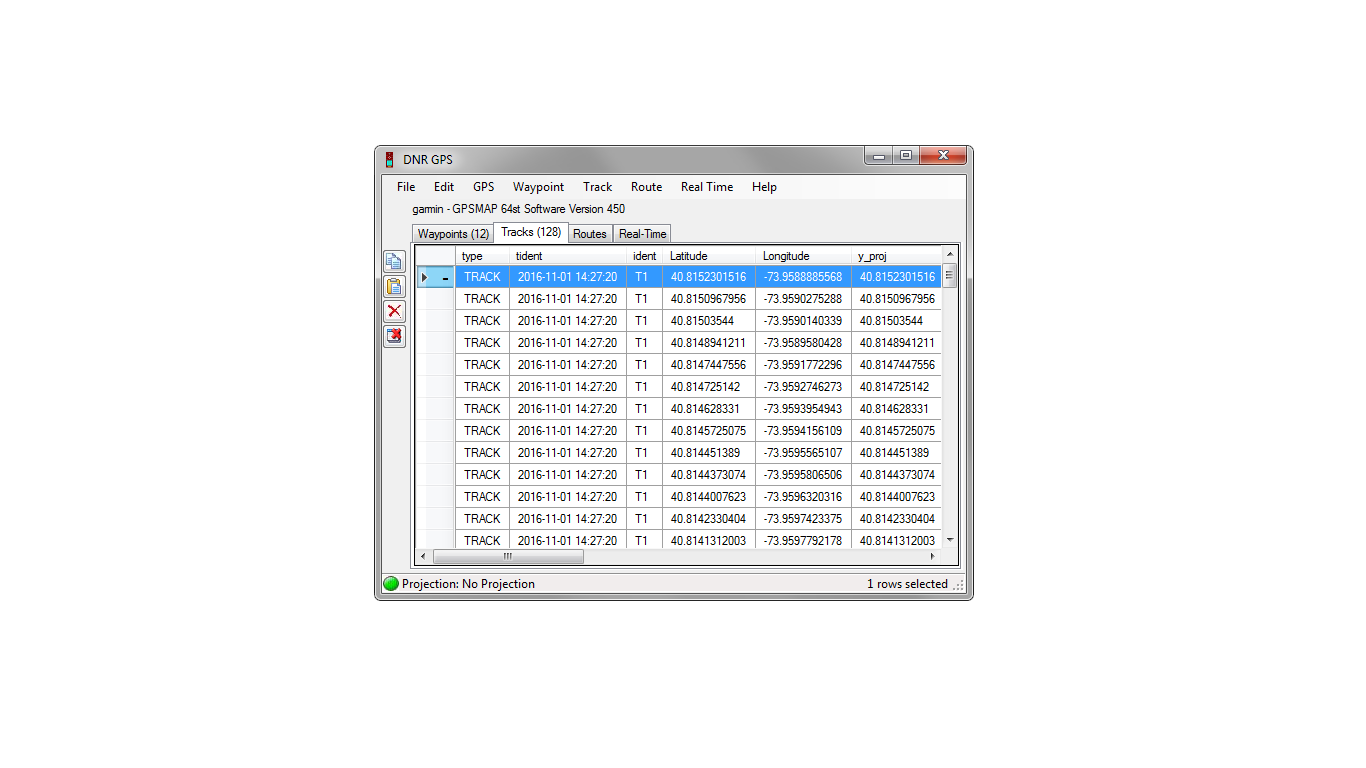 DNR GPS
File Edit GPS Waypoint Track Route Real Time Help
garmin - GPSMAP 64st Software Version 450
Waypoints (12) Tracks (128) Routes Real-Time
type tident ident Latitude Longitude y_proj
TRACK 2016-11-01 14:27:20 T1 40.8152301516 -73.9588885568 40.8152301516
TRACK 2016-11-01 14:27:20 T1 40.8150967956 -73.9590275288 40.8150967956
TRACK 2016-11-01 14:27:20 T1 40.81503544 -73.9590140339 40.81503544
TRACK 2016-11-01 14:27:20 T1 40.8148941211 -73.9589580428 40.8148941211
TRACK 2016-11-01 14:27:20 T1 40.8147447556 -73.9591772296 40.8147447556
TRACK 2016-11-01 14:27:20 T1 40.814725142 -73.9592746273 40.814725142
TRACK 2016-11-01 14:27:20 T1 40.814628331 -73.9593954943 40.814628331
TRACK 2016-11-01 14:27:20 T1 40.8145725075 -73.9594156109 40.8145725075
TRACK 2016-11-01 14:27:20 T1 40.814451389 -73.9595565107 40.814451389
TRACK 2016-11-01 14:27:20 T1 40.8144373074 -73.9595806506 40.8144373074
TRACK 2016-11-01 14:27:20 T1 40.8144007623 -73.9596320316 40.8144007623
TRACK 2016-11-01 14:27:20 T1 40.8142330404 -73.9597423375 40.8142330404
TRACK 2016-11-01 14:27:20 T1 40.8141312003 -73.9597792178 40.8141312003
Projection: No Projection 1 rows selected